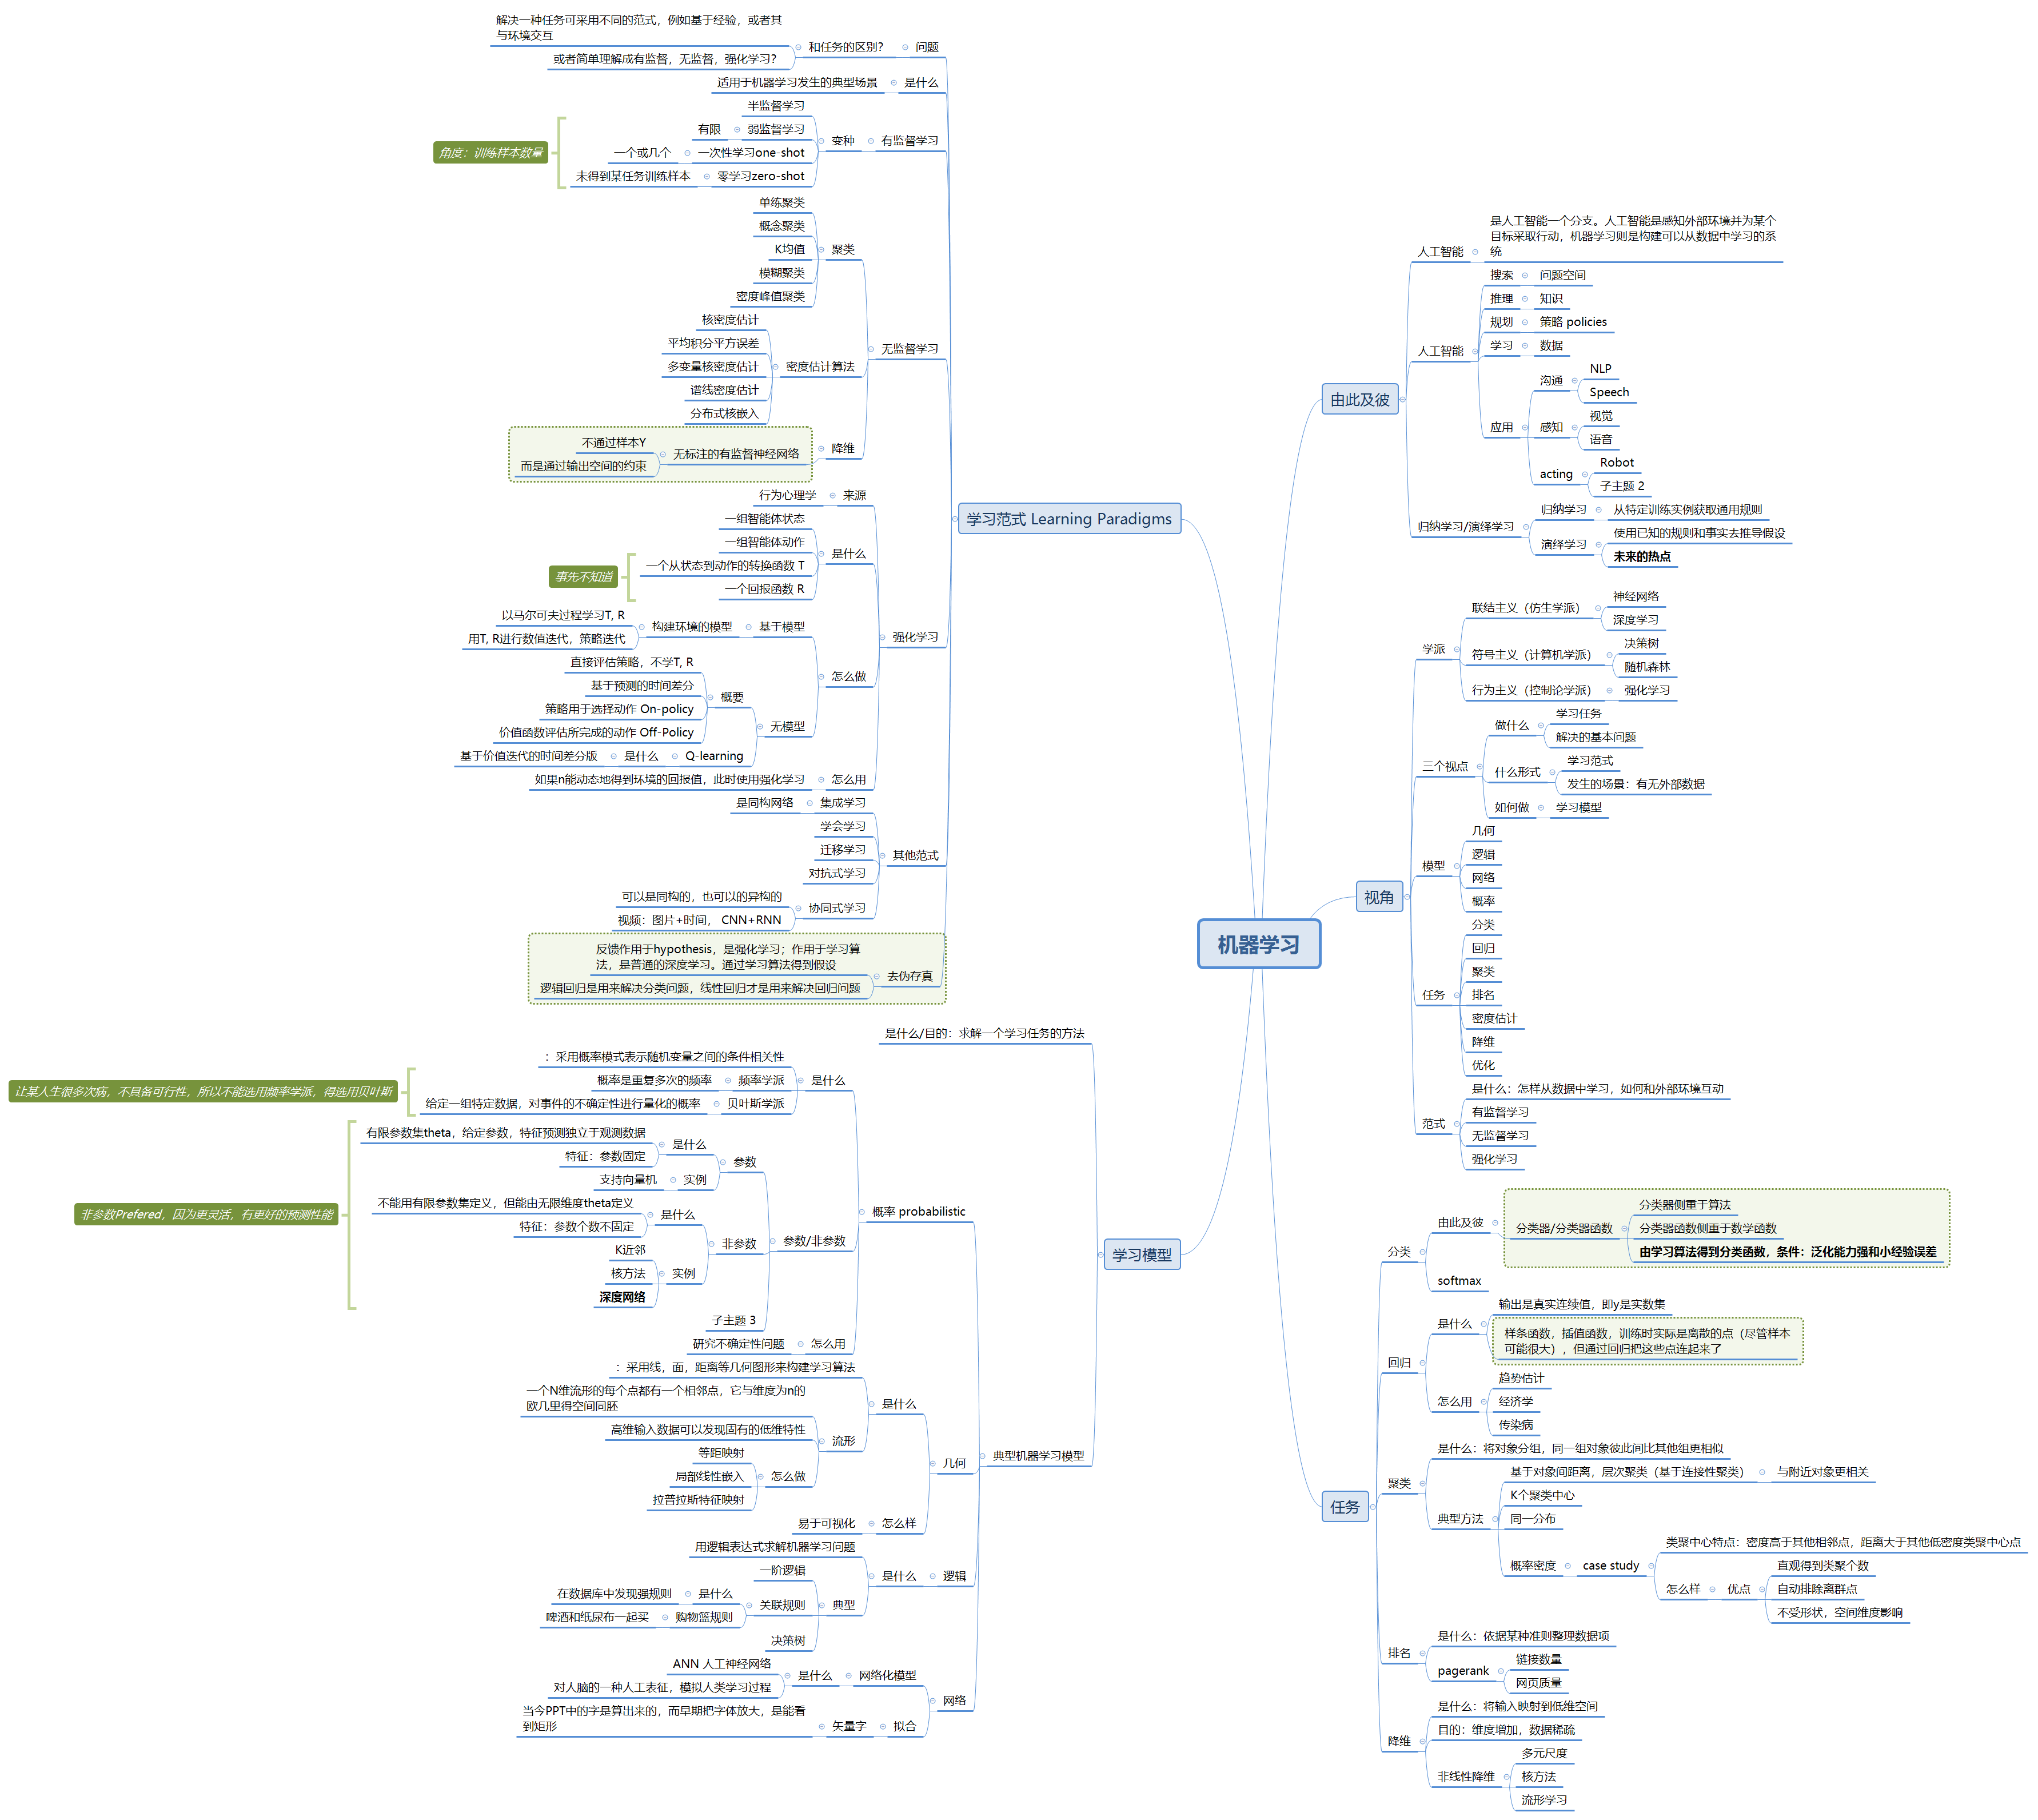 机器学习
由此及彼
人工智能
是人工智能一个分支。人工智能是感知外部环境并为某个
目标采取行动，机器学习则是构建可以从数据中学习的系
统
人工智能
搜索
问题空间
推理
知识
规划
策略 policies
学习
数据
应用
沟通
NLP
Speech
感知
视觉
语音
acting
Robot
子主题 2
归纳学习/演绎学习
归纳学习
从特定训练实例获取通用规则
演绎学习
使用已知的规则和事实去推导假设
未来的热点
视角
学派
联结主义（仿生学派）
神经网络
深度学习
符号主义（计算机学派）
决策树
随机森林
行为主义（控制论学派）
强化学习
三个视点
做什么
学习任务
解决的基本问题
什么形式
学习范式
发生的场景：有无外部数据
如何做
学习模型
模型
几何
逻辑
网络
概率
任务
分类
回归
聚类
排名
密度估计
降维
优化
范式
是什么：怎样从数据中学习，如何和外部环境互动
有监督学习
无监督学习
强化学习
任务
分类
由此及彼
分类器/分类器函数
分类器侧重于算法
分类器函数侧重于数学函数
由学习算法得到分类函数，条件：泛化能力强和小经验误差
softmax
回归
是什么
输出是真实连续值，即y是实数集
样条函数，插值函数，训练时实际是离散的点（尽管样本
可能很大），但通过回归把这些点连起来了
怎么用
趋势估计
经济学
传染病
聚类
是什么：将对象分组，同一组对象彼此间比其他组更相似
典型方法
基于对象间距离，层次聚类（基于连接性聚类）
与附近对象更相关
K个聚类中心
同一分布
概率密度
case study
类聚中心特点：密度高于其他相邻点，距离大于其他低密度类聚中心点
怎么样
优点
直观得到类聚个数
自动排除离群点
不受形状，空间维度影响
排名
是什么：依据某种准则整理数据项
pagerank
链接数量
网页质量
降维
是什么：将输入映射到低维空间
目的：维度增加，数据稀疏
非线性降维
多元尺度
核方法
流形学习
学习范式 Learning Paradigms
问题
和任务的区别？
解决一种任务可采用不同的范式，例如基于经验，或者其
与环境交互
或者简单理解成有监督，无监督，强化学习？
是什么
适用于机器学习发生的典型场景
有监督学习
变种
半监督学习
弱监督学习
有限
一次性学习one-shot
一个或几个
零学习zero-shot
未得到某任务训练样本
角度：训练样本数量
无监督学习
聚类
单练聚类
概念聚类
K均值
模糊聚类
密度峰值聚类
密度估计算法
核密度估计
平均积分平方误差
多变量核密度估计
谱线密度估计
分布式核嵌入
降维
无标注的有监督神经网络
不通过样本Y
而是通过输出空间的约束
强化学习
来源
行为心理学
是什么
一组智能体状态
一组智能体动作
一个从状态到动作的转换函数 T
一个回报函数 R
事先不知道
怎么做
基于模型
构建环境的模型
以马尔可夫过程学习T, R
用T, R进行数值迭代，策略迭代
无模型
概要
直接评估策略，不学T, R
基于预测的时间差分
策略用于选择动作 On-policy
价值函数评估所完成的动作 Off-Policy
Q-learning
是什么
基于价值迭代的时间差分版
怎么用
如果n能动态地得到环境的回报值，此时使用强化学习
其他范式
集成学习
是同构网络
学会学习
迁移学习
对抗式学习
协同式学习
可以是同构的，也可以的异构的
视频：图片+时间， CNN+RNN
去伪存真
反馈作用于hypothesis，是强化学习；作用于学习算
法，是普通的深度学习。通过学习算法得到假设
逻辑回归是用来解决分类问题，线性回归才是用来解决回归问题
学习模型
是什么/目的：求解一个学习任务的方法
典型机器学习模型
概率 probabilistic
是什么
：采用概率模式表示随机变量之间的条件相关性
频率学派
概率是重复多次的频率
贝叶斯学派
给定一组特定数据，对事件的不确定性进行量化的概率
让某人生很多次病，不具备可行性，所以不能选用频率学派，得选用贝叶斯
参数/非参数
参数
是什么
有限参数集theta，给定参数，特征预测独立于观测数据
特征：参数固定
实例
支持向量机
非参数
是什么
不能用有限参数集定义，但能由无限维度theta定义
特征：参数个数不固定
实例
K近邻
核方法
深度网络
子主题 3
非参数Prefered，因为更灵活，有更好的预测性能
怎么用
研究不确定性问题
几何
是什么
：采用线，面，距离等几何图形来构建学习算法
流形
一个N维流形的每个点都有一个相邻点，它与维度为n的
欧几里得空间同胚
高维输入数据可以发现固有的低维特性
怎么做
等距映射
局部线性嵌入
拉普拉斯特征映射
怎么样
易于可视化
逻辑
是什么
用逻辑表达式求解机器学习问题
典型
一阶逻辑
关联规则
是什么
在数据库中发现强规则
购物篮规则
啤酒和纸尿布一起买
决策树
网络
网络化模型
是什么
ANN 人工神经网络
对人脑的一种人工表征，模拟人类学习过程
拟合
矢量字
当今PPT中的字是算出来的，而早期把字体放大，是能看
到矩形